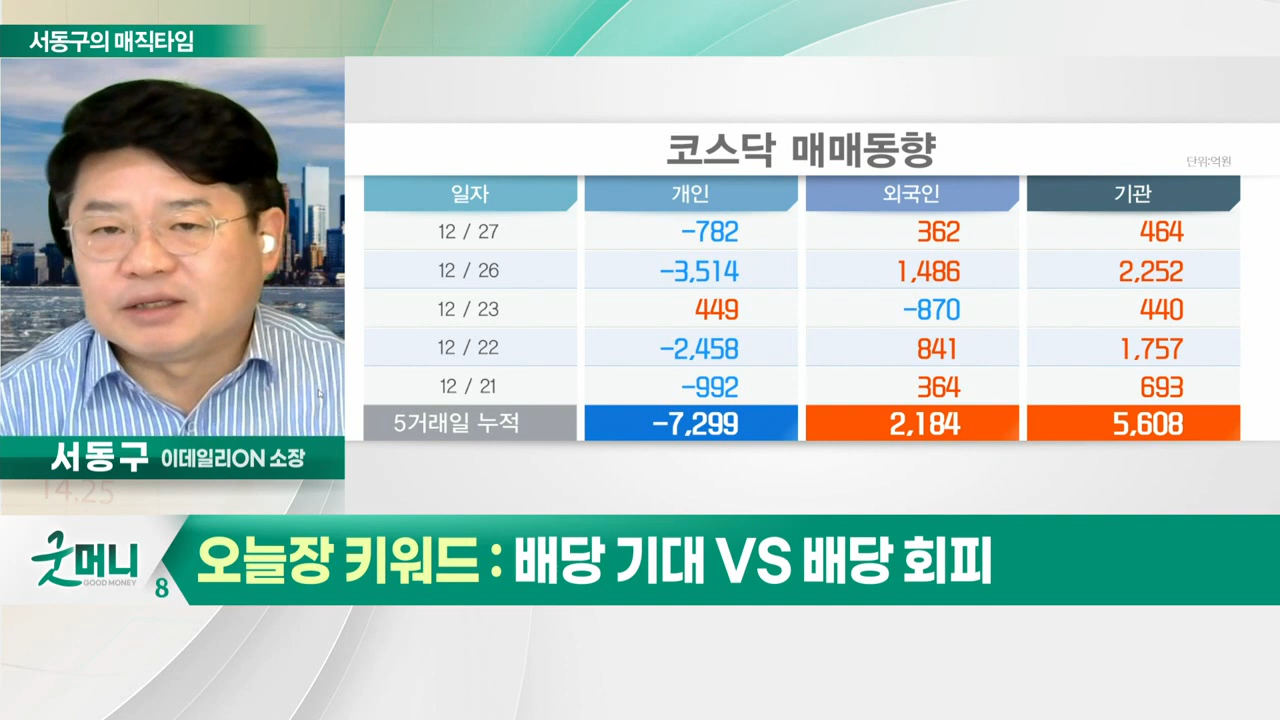 서동구의 매직타임
코스닥 매매동향
단위:억원
일자 개인 외국인 기관
12 / 27 -782 362 464
12 / 26 -3,514 1,486 2,252
12 / 23 449 -870 440
12 / 22 -2,458 841 1,757
12 / 21 -992 364 693
5거래일 누적 -7,299 2,184 5,608
서동구 이데일리ON 소장
14.25
굿머니
GOOD MONEY
8
오늘장 키워드 : 배당 기대 VS 배당 회피